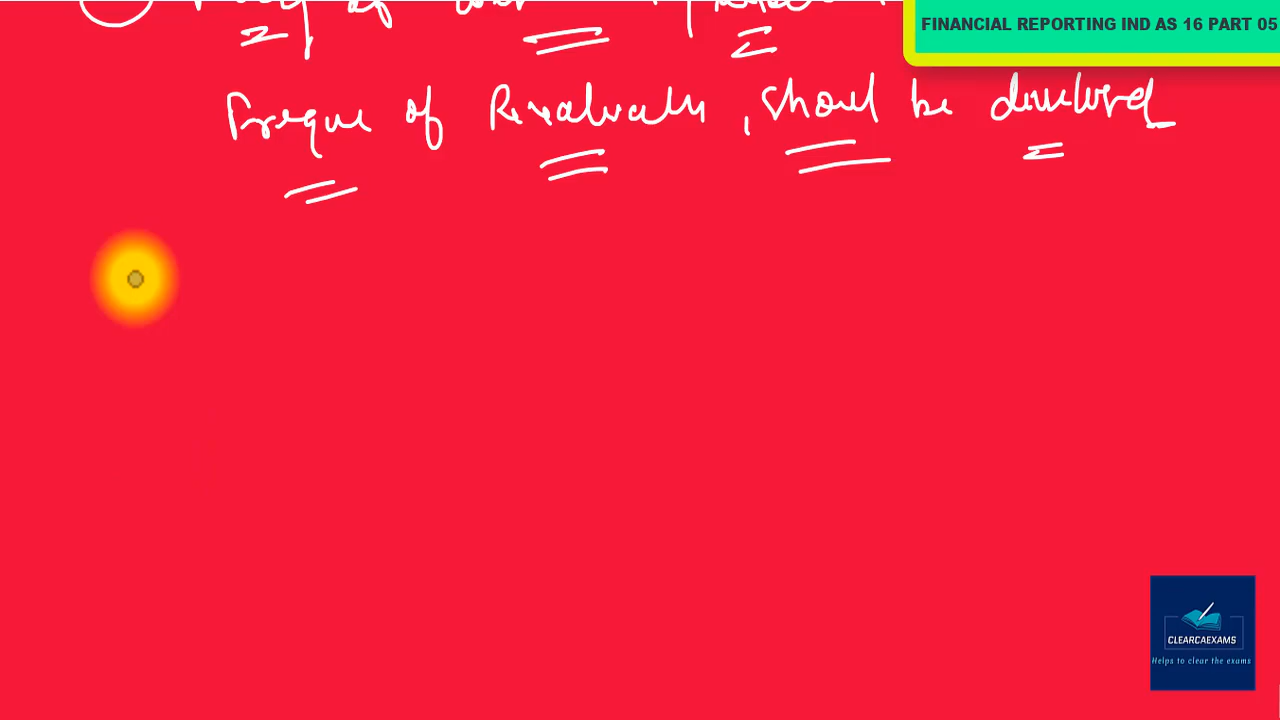 FINANCIAL REPORTING IND AS 16 PART 05
of
Freque of Revaluatn, should be disclosed
CLEARCAEXAMS
Helps to clear the exams